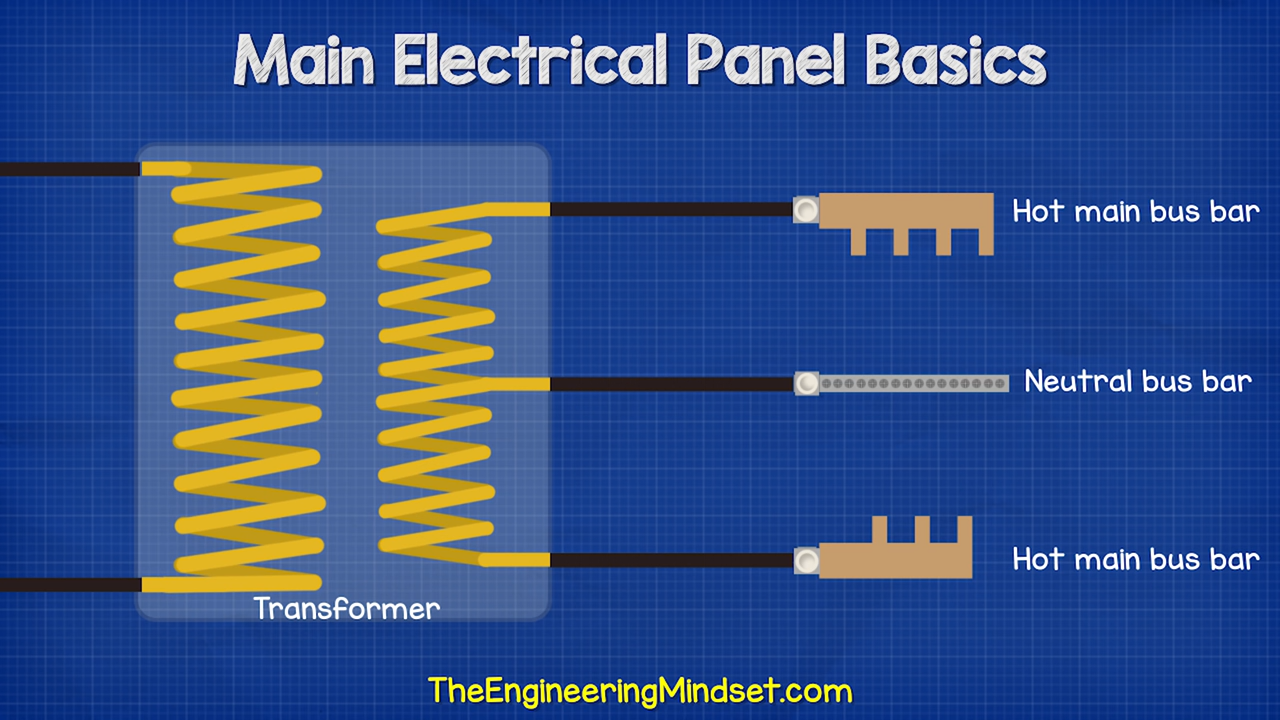 Main Electrical Panel Basics
Hot main bus bar
Neutral bus bar
Hot main bus bar
Transformer
TheEngineeringMindset.com